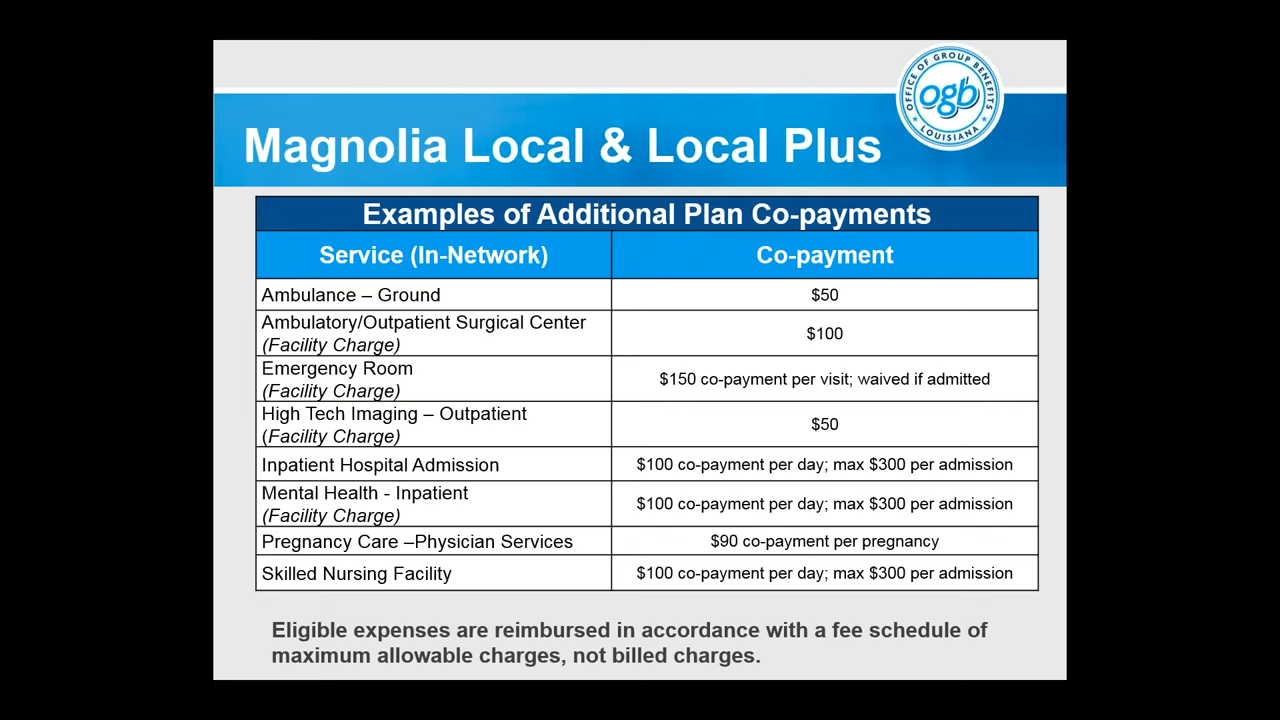 OFFICE OF GROUP BENEFITS
ogb
LOUISIANA
Magnolia Local & Local Plus
Examples of Additional Plan Co-payments
Service (In-Network)
Co-payment
Ambulance – Ground
$50
Ambulatory/Outpatient Surgical Center
(Facility Charge)
$100
Emergency Room
(Facility Charge)
$150 co-payment per visit; waived if admitted
High Tech Imaging – Outpatient
(Facility Charge)
$50
Inpatient Hospital Admission
$100 co-payment per day; max $300 per admission
Mental Health - Inpatient
(Facility Charge)
$100 co-payment per day; max $300 per admission
Pregnancy Care –Physician Services
$90 co-payment per pregnancy
Skilled Nursing Facility
$100 co-payment per day; max $300 per admission
Eligible expenses are reimbursed in accordance with a fee schedule of
maximum allowable charges, not billed charges.